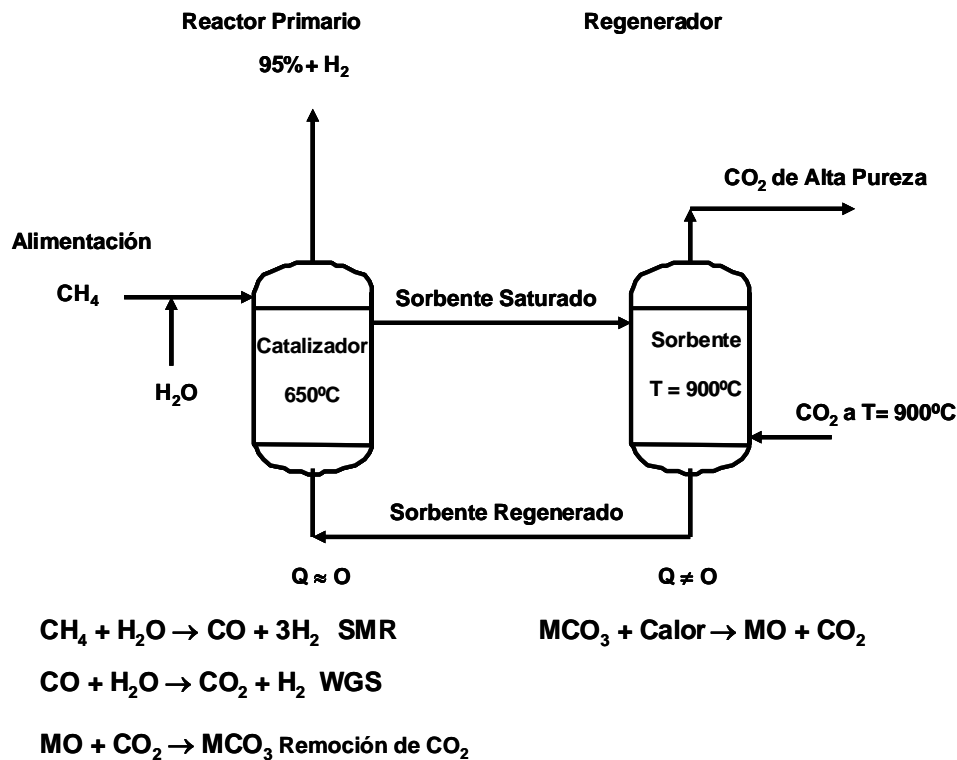 Reactor Primario
Regenerador
95% + H₂
CO₂ de Alta Pureza
Alimentación
CH₄
H₂O
Catalizador
650ºC
Sorbente Saturado
Sorbente
T = 900ºC
CO₂ a T= 900ºC
Sorbente Regenerado
Q ≈ O
Q ≠ O
CH₄ + H₂O → CO + 3H₂ SMR
MCO₃ + Calor → MO + CO₂
CO + H₂O → CO₂ + H₂ WGS
MO + CO₂ → MCO₃ Remoción de CO₂